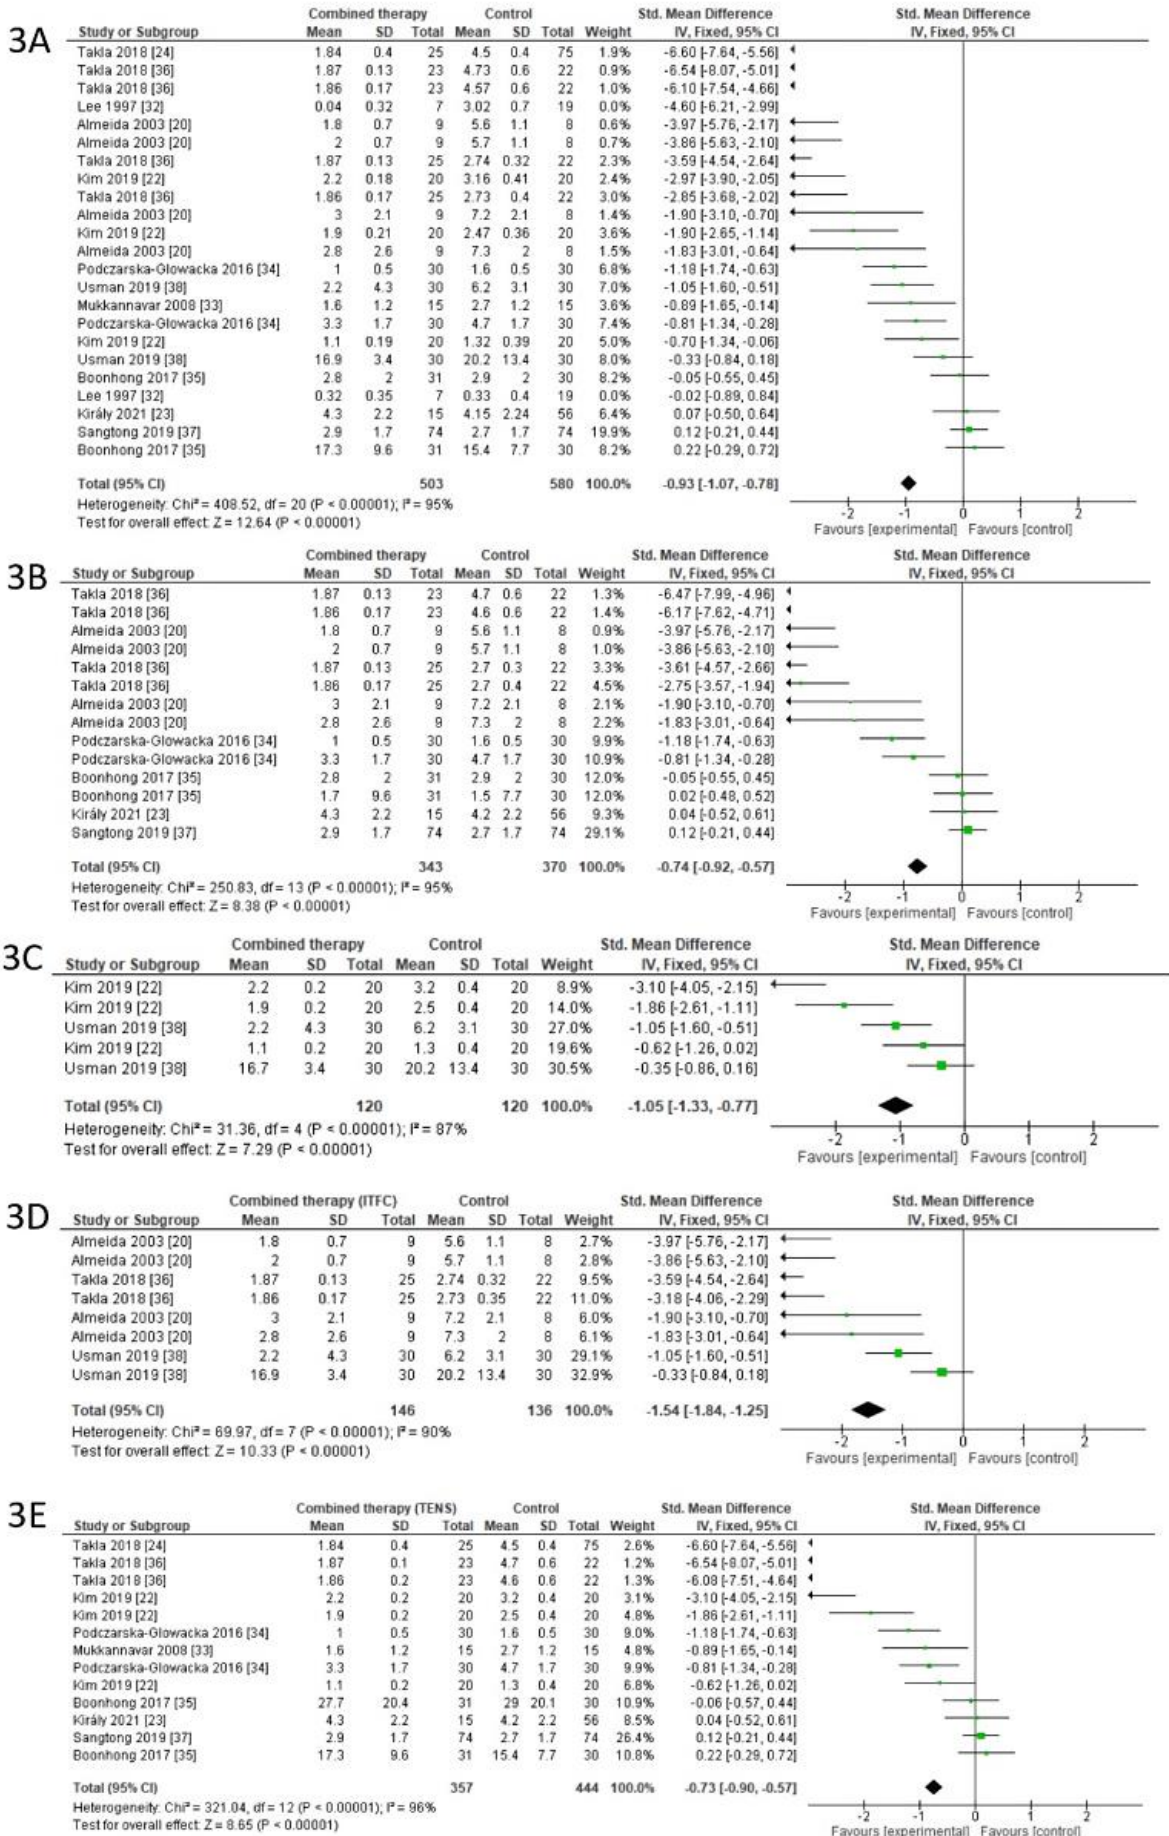 3A
Combined therapy Control Std. Mean Difference Std. Mean Difference
Study or Subgroup Mean SD Total Mean SD Total Weight IV, Fixed, 95% CI IV, Fixed, 95% CI
Takla 2018 [24] 1.84 0.4 25 4.5 0.4 75 1.9% -6.60 [-7.64, -5.56]
Takla 2018 [36] 1.87 0.13 23 4.73 0.6 22 0.9% -6.54 [-8.07, -5.01]
Takla 2018 [36] 1.86 0.17 23 4.57 0.6 22 1.0% -6.10 [-7.54, -4.66]
Lee 1997 [32] 0.04 0.32 7 3.02 0.7 19 0.0% -4.60 [-6.21, -2.99]
Almeida 2003 [20] 1.8 0.7 9 5.6 1.1 8 0.6% -3.97 [-5.76, -2.17]
Almeida 2003 [20] 2 0.7 9 5.7 1.1 8 0.7% -3.86 [-5.63, -2.10]
Takla 2018 [36] 1.87 0.13 25 2.74 0.32 22 2.3% -3.59 [-4.54, -2.64]
Kim 2019 [22] 2.2 0.18 20 3.16 0.41 20 2.4% -2.97 [-3.90, -2.05]
Takla 2018 [36] 1.86 0.17 25 2.73 0.4 22 3.0% -2.85 [-3.68, -2.02]
Almeida 2003 [20] 3 2.1 9 7.2 2.1 8 1.4% -1.90 [-3.10, -0.70]
Kim 2019 [22] 1.9 0.21 20 2.47 0.36 20 3.6% -1.90 [-2.65, -1.14]
Almeida 2003 [20] 2.8 2.6 9 7.3 2 8 1.5% -1.83 [-3.01, -0.64]
Podczarska-Glowacka 2016 [34] 1 0.5 30 1.6 0.5 30 6.8% -1.18 [-1.74, -0.63]
Usman 2019 [38] 2.2 4.3 30 6.2 3.1 30 7.0% -1.05 [-1.60, -0.51]
Mukkannavar 2008 [33] 1.6 1.2 15 2.7 1.2 15 3.6% -0.89 [-1.65, -0.14]
Podczarska-Glowacka 2016 [34] 3.3 1.7 30 4.7 1.7 30 7.4% -0.81 [-1.34, -0.28]
Kim 2019 [22] 1.1 0.19 20 1.32 0.39 20 5.0% -0.70 [-1.34, -0.06]
Usman 2019 [38] 16.9 3.4 30 20.2 13.4 30 8.0% -0.33 [-0.84, 0.18]
Boonhong 2017 [35] 2.8 2 31 2.9 2 30 8.2% -0.05 [-0.55, 0.45]
Lee 1997 [32] 0.32 0.35 7 0.33 0.4 19 0.0% -0.02 [-0.89, 0.84]
Király 2021 [23] 4.3 2.2 15 4.15 2.24 56 6.4% 0.07 [-0.50, 0.64]
Sangtong 2019 [37] 2.9 1.7 74 2.7 1.7 74 19.9% 0.12 [-0.21, 0.44]
Boonhong 2017 [35] 17.3 9.6 31 15.4 7.7 30 8.2% 0.22 [-0.29, 0.72]
Total (95% CI) 503 580 100.0% -0.93 [-1.07, -0.78]
Heterogeneity: Chi² = 408.52, df = 20 (P < 0.00001); I² = 95%
Test for overall effect: Z = 12.64 (P < 0.00001)
-2 -1 0 1 2
Favours [experimental] Favours [control]
3B
Combined therapy Control Std. Mean Difference Std. Mean Difference
Study or Subgroup Mean SD Total Mean SD Total Weight IV, Fixed, 95% CI IV, Fixed, 95% CI
Takla 2018 [36] 1.87 0.13 23 4.7 0.6 22 1.3% -6.47 [-7.99, -4.96]
Takla 2018 [36] 1.86 0.17 23 4.6 0.6 22 1.4% -6.17 [-7.62, -4.71]
Almeida 2003 [20] 1.8 0.7 9 5.6 1.1 8 0.9% -3.97 [-5.76, -2.17]
Almeida 2003 [20] 2 0.7 9 5.7 1.1 8 1.0% -3.86 [-5.63, -2.10]
Takla 2018 [36] 1.87 0.13 25 2.7 0.3 22 3.3% -3.61 [-4.57, -2.66]
Takla 2018 [36] 1.86 0.17 25 2.7 0.4 22 4.5% -2.75 [-3.57, -1.94]
Almeida 2003 [20] 3 2.1 9 7.2 2.1 8 2.1% -1.90 [-3.10, -0.70]
Almeida 2003 [20] 2.8 2.6 9 7.3 2 8 2.2% -1.83 [-3.01, -0.64]
Podczarska-Glowacka 2016 [34] 1 0.5 30 1.6 0.5 30 9.9% -1.18 [-1.74, -0.63]
Podczarska-Glowacka 2016 [34] 3.3 1.7 30 4.7 1.7 30 10.9% -0.81 [-1.34, -0.28]
Boonhong 2017 [35] 2.8 2 31 2.9 2 30 12.0% -0.05 [-0.55, 0.45]
Boonhong 2017 [35] 1.7 9.6 31 1.5 7.7 30 12.0% 0.02 [-0.48, 0.52]
Király 2021 [23] 4.3 2.2 15 4.2 2.2 56 9.3% 0.04 [-0.52, 0.61]
Sangtong 2019 [37] 2.9 1.7 74 2.7 1.7 74 29.1% 0.12 [-0.21, 0.44]
Total (95% CI) 343 370 100.0% -0.74 [-0.92, -0.57]
Heterogeneity: Chi² = 250.83, df = 13 (P < 0.00001); I² = 95%
Test for overall effect: Z = 8.38 (P < 0.00001)
-2 -1 0 1 2
Favours [experimental] Favours [control]
3C
Combined therapy Control Std. Mean Difference Std. Mean Difference
Study or Subgroup Mean SD Total Mean SD Total Weight IV, Fixed, 95% CI IV, Fixed, 95% CI
Kim 2019 [22] 2.2 0.2 20 3.2 0.4 20 8.9% -3.10 [-4.05, -2.15]
Kim 2019 [22] 1.9 0.2 20 2.5 0.4 20 14.0% -1.86 [-2.61, -1.11]
Usman 2019 [38] 2.2 4.3 30 6.2 3.1 30 27.0% -1.05 [-1.60, -0.51]
Kim 2019 [22] 1.1 0.2 20 1.3 0.4 20 19.6% -0.62 [-1.26, 0.02]
Usman 2019 [38] 16.7 3.4 30 20.2 13.4 30 30.5% -0.35 [-0.86, 0.16]
Total (95% CI) 120 120 100.0% -1.05 [-1.33, -0.77]
Heterogeneity: Chi² = 31.36, df = 4 (P < 0.00001); I² = 87%
Test for overall effect: Z = 7.29 (P < 0.00001)
-2 -1 0 1 2
Favours [experimental] Favours [control]
3D
Combined therapy (ITFC) Control Std. Mean Difference Std. Mean Difference
Study or Subgroup Mean SD Total Mean SD Total Weight IV, Fixed, 95% CI IV, Fixed, 95% CI
Almeida 2003 [20] 1.8 0.7 9 5.6 1.1 8 2.7% -3.97 [-5.76, -2.17]
Almeida 2003 [20] 2 0.7 9 5.7 1.1 8 2.8% -3.86 [-5.63, -2.10]
Takla 2018 [36] 1.87 0.13 25 2.74 0.32 22 9.5% -3.59 [-4.54, -2.64]
Takla 2018 [36] 1.86 0.17 25 2.73 0.35 22 11.0% -3.18 [-4.06, -2.29]
Almeida 2003 [20] 3 2.1 9 7.2 2.1 8 6.0% -1.90 [-3.10, -0.70]
Almeida 2003 [20] 2.8 2.6 9 7.3 2 8 6.1% -1.83 [-3.01, -0.64]
Usman 2019 [38] 2.2 4.3 30 6.2 3.1 30 29.1% -1.05 [-1.60, -0.51]
Usman 2019 [38] 16.9 3.4 30 20.2 13.4 30 32.9% -0.33 [-0.84, 0.18]
Total (95% CI) 146 136 100.0% -1.54 [-1.84, -1.25]
Heterogeneity: Chi² = 69.97, df = 7 (P < 0.00001); I² = 90%
Test for overall effect: Z = 10.33 (P < 0.00001)
-2 -1 0 1 2
Favours [experimental] Favours [control]
3E
Combined therapy (TENS) Control Std. Mean Difference Std. Mean Difference
Study or Subgroup Mean SD Total Mean SD Total Weight IV, Fixed, 95% CI IV, Fixed, 95% CI
Takla 2018 [24] 1.84 0.4 25 4.5 0.4 75 2.6% -6.60 [-7.64, -5.56]
Takla 2018 [36] 1.87 0.1 23 4.7 0.6 22 1.2% -6.54 [-8.07, -5.01]
Takla 2018 [36] 1.86 0.2 23 4.6 0.6 22 1.3% -6.08 [-7.51, -4.64]
Kim 2019 [22] 2.2 0.2 20 3.2 0.4 20 3.1% -3.10 [-4.05, -2.15]
Kim 2019 [22] 1.9 0.2 20 2.5 0.4 20 4.8% -1.86 [-2.61, -1.11]
Podczarska-Glowacka 2016 [34] 1 0.5 30 1.6 0.5 30 9.0% -1.18 [-1.74, -0.63]
Mukkannavar 2008 [33] 1.6 1.2 15 2.7 1.2 15 4.8% -0.89 [-1.65, -0.14]
Podczarska-Glowacka 2016 [34] 3.3 1.7 30 4.7 1.7 30 9.9% -0.81 [-1.34, -0.28]
Kim 2019 [22] 1.1 0.2 20 1.3 0.4 20 6.8% -0.62 [-1.26, 0.02]
Boonhong 2017 [35] 27.7 20.4 31 29 20.1 30 10.9% -0.06 [-0.57, 0.44]
Király 2021 [23] 4.3 2.2 15 4.2 2.2 56 8.5% 0.04 [-0.52, 0.61]
Sangtong 2019 [37] 2.9 1.7 74 2.7 1.7 74 26.4% 0.12 [-0.21, 0.44]
Boonhong 2017 [35] 17.3 9.6 31 15.4 7.7 30 10.8% 0.22 [-0.29, 0.72]
Total (95% CI) 357 444 100.0% -0.73 [-0.90, -0.57]
Heterogeneity: Chi² = 321.04, df = 12 (P < 0.00001); I² = 96%
Test for overall effect: Z = 8.65 (P < 0.00001)
-2 -1 0 1 2
Favours [experimental] Favours [control]